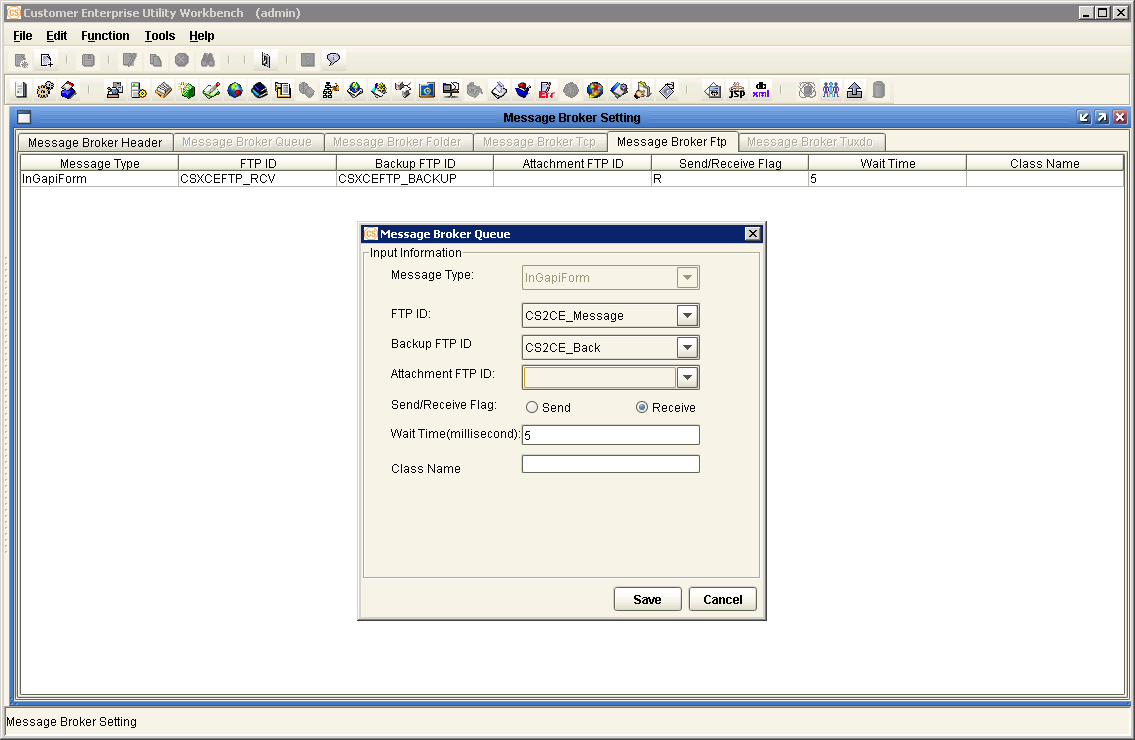 Customer Enterprise Utility Workbench (admin)
File Edit Function Tools Help
jsp
xml
Message Broker Setting
Message Broker Header Message Broker Queue Message Broker Folder Message Broker Tcp Message Broker Ftp Message Broker Tuxdo
Message Type FTP ID Backup FTP ID Attachment FTP ID Send/Receive Flag Wait Time Class Name
InGapiForm CSXCEFTP_RCV CSXCEFTP_BACKUP R 5
CS Message Broker Queue
Input Information
Message Type: InGapiForm
FTP ID: CS2CE_Message
Backup FTP ID CS2CE_Back
Attachment FTP ID:
Send/Receive Flag: Send Receive
Wait Time(millisecond): 5
Class Name
Save Cancel
Message Broker Setting